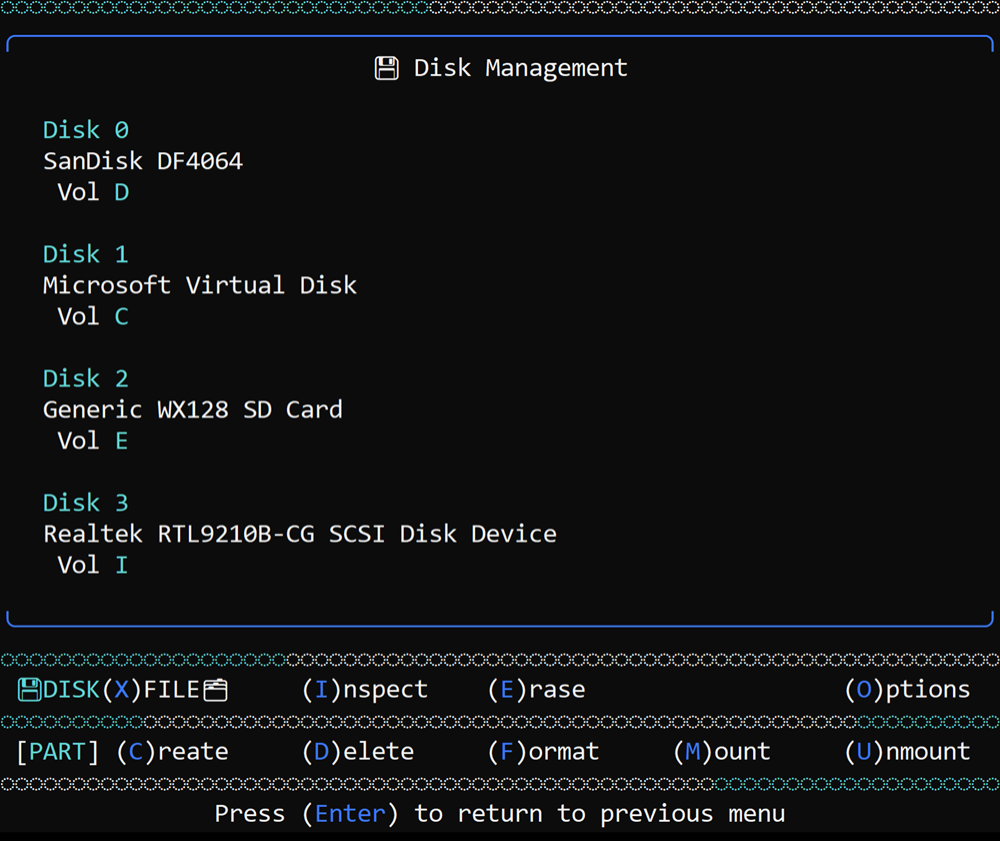 💾 Disk Management
Disk 0
SanDisk DF4064
Vol D
Disk 1
Microsoft Virtual Disk
Vol C
Disk 2
Generic WX128 SD Card
Vol E
Disk 3
Realtek RTL9210B-CG SCSI Disk Device
Vol I
💾DISK(X)FILE🗂 (I)nspect (E)rase (O)ptions
[PART] (C)reate (D)elete (F)ormat (M)ount (U)nmount
Press (Enter) to return to previous menu